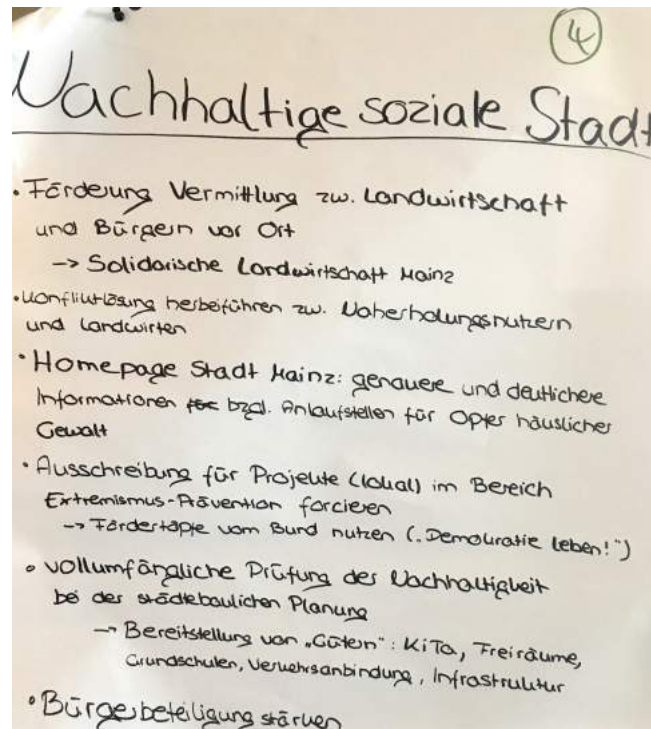 4
Nachhaltige soziale Stadt
• Förderung Vermittlung zw. Landwirtschaft
und Bürgern vor Ort
-> Solidarische Landwirtschaft Mainz
• Konfliktlösung herbeiführen zw. Naherholungsnutzern
und Landwirten
• Homepage Stadt Mainz: genauere und deutlichere
Informationen bzgl. Anlaufstellen für Opfer häuslicher
Gewalt
• Ausschreibung für Projekte (lokal) im Bereich
Extremismus-Prävention forcieren
-> Fördertöpfe vom Bund nutzen („Demokratie leben!")
• vollumfängliche Prüfung der Nachhaltigkeit
bei der städtebaulichen Planung
-> Bereitstellung von „Gütern": KiTa, Freiräume,
Grundschulen, Verkehrsanbindung, Infrastruktur
• Bürgerbeteiligung stärken